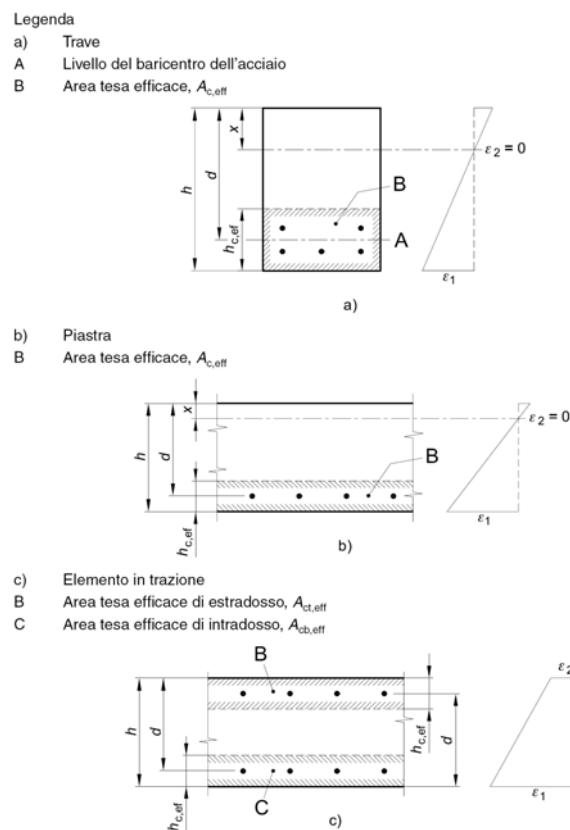 Legenda
a) Trave
A Livello del baricentro dell'acciaio
B Area tesa efficace, Ac,eff
x
ε2 = 0
h
d
B
hc,ef
A
ε1
a)
b) Piastra
B Area tesa efficace, Ac,eff
x
ε2 = 0
h
d
B
hc,ef
ε1
b)
c) Elemento in trazione
B Area tesa efficace di estradosso, Act,eff
C Area tesa efficace di intradosso, Acb,eff
B
ε2
h
d
hc,ef
d
hc,ef
C
ε1
c)